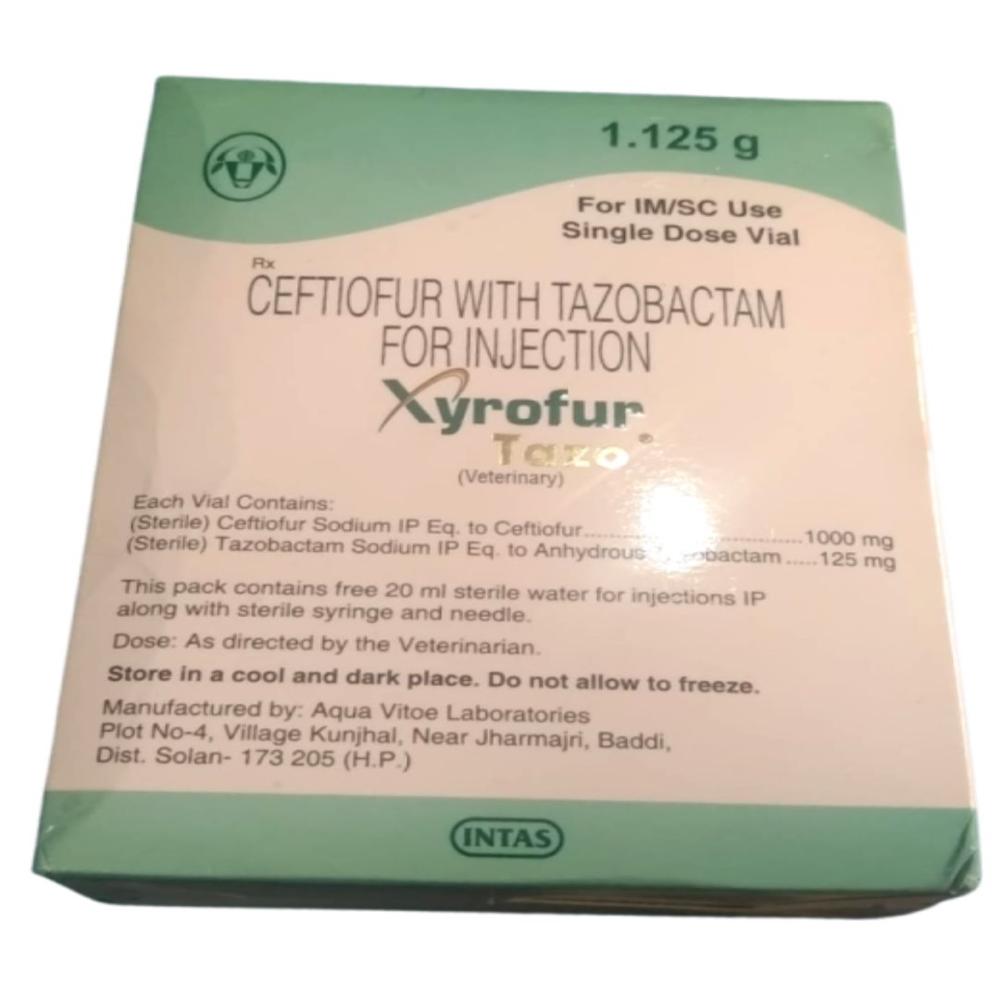 1.125 g
For IM/SC Use
Single Dose Vial
Rx
CEFTIOFUR WITH TAZOBACTAM
FOR INJECTION
Xyrofur
Tazo®
(Veterinary)
Each Vial Contains:
(Sterile) Ceftiofur Sodium IP Eq. to Ceftiofur..............................1000 mg
(Sterile) Tazobactam Sodium IP Eq. to Anhydrous .....125 mg
This pack contains free 20 ml sterile water for injections IP
along with sterile syringe and needle.
Dose: As directed by the Veterinarian.
Store in a cool and dark place. Do not allow to freeze.
Manufactured by: Aqua Vitoe Laboratories
Plot No-4, Village Kunjhal, Near Jharmajri, Baddi,
Dist. Solan- 173 205 (H.P.)
INTAS